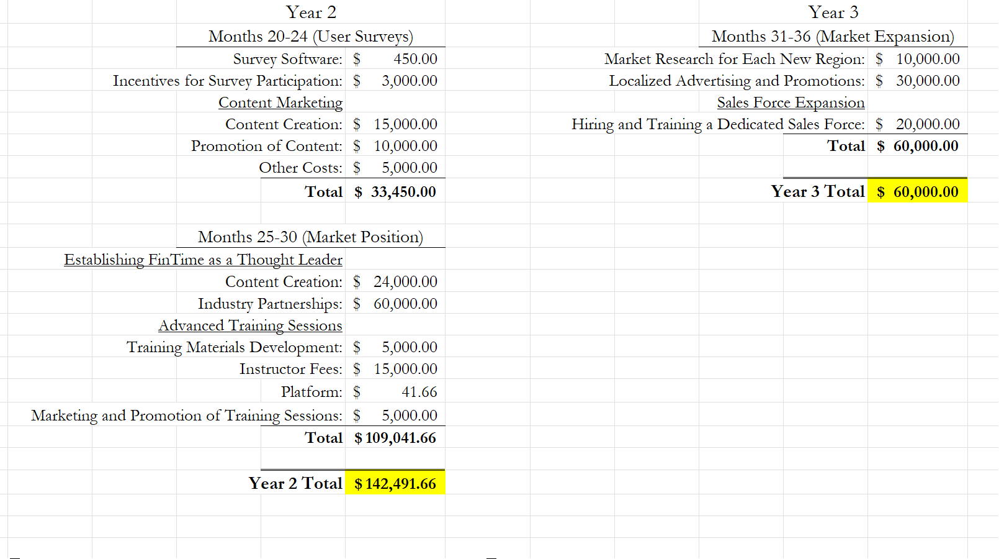 Year 2
Months 20-24 (User Surveys)
Survey Software: $ 450.00
Incentives for Survey Participation: $ 3,000.00
Content Marketing
Content Creation: $ 15,000.00
Promotion of Content: $ 10,000.00
Other Costs: $ 5,000.00
Total $ 33,450.00
Months 25-30 (Market Position)
Establishing FinTime as a Thought Leader
Content Creation: $ 24,000.00
Industry Partnerships: $ 60,000.00
Advanced Training Sessions
Training Materials Development: $ 5,000.00
Instructor Fees: $ 15,000.00
Platform: $ 41.66
Marketing and Promotion of Training Sessions: $ 5,000.00
Total $ 109,041.66
Year 2 Total $ 142,491.66
Year 3
Months 31-36 (Market Expansion)
Market Research for Each New Region: $ 10,000.00
Localized Advertising and Promotions: $ 30,000.00
Sales Force Expansion
Hiring and Training a Dedicated Sales Force: $ 20,000.00
Total $ 60,000.00
Year 3 Total $ 60,000.00